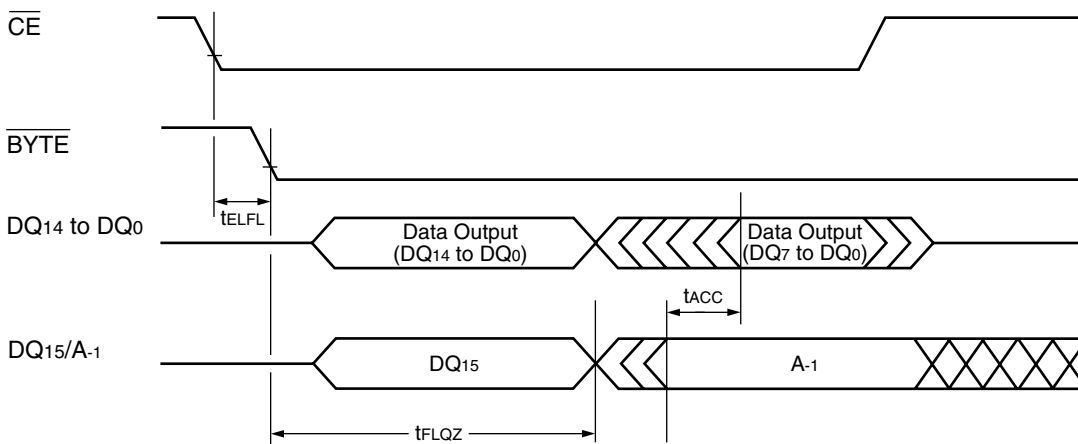 CE
BYTE
tELFL
DQ14 to DQ0
Data Output
(DQ14 to DQ0)
Data Output
(DQ7 to DQ0)
tACC
DQ15/A-1
DQ15
A-1
tFLQZ